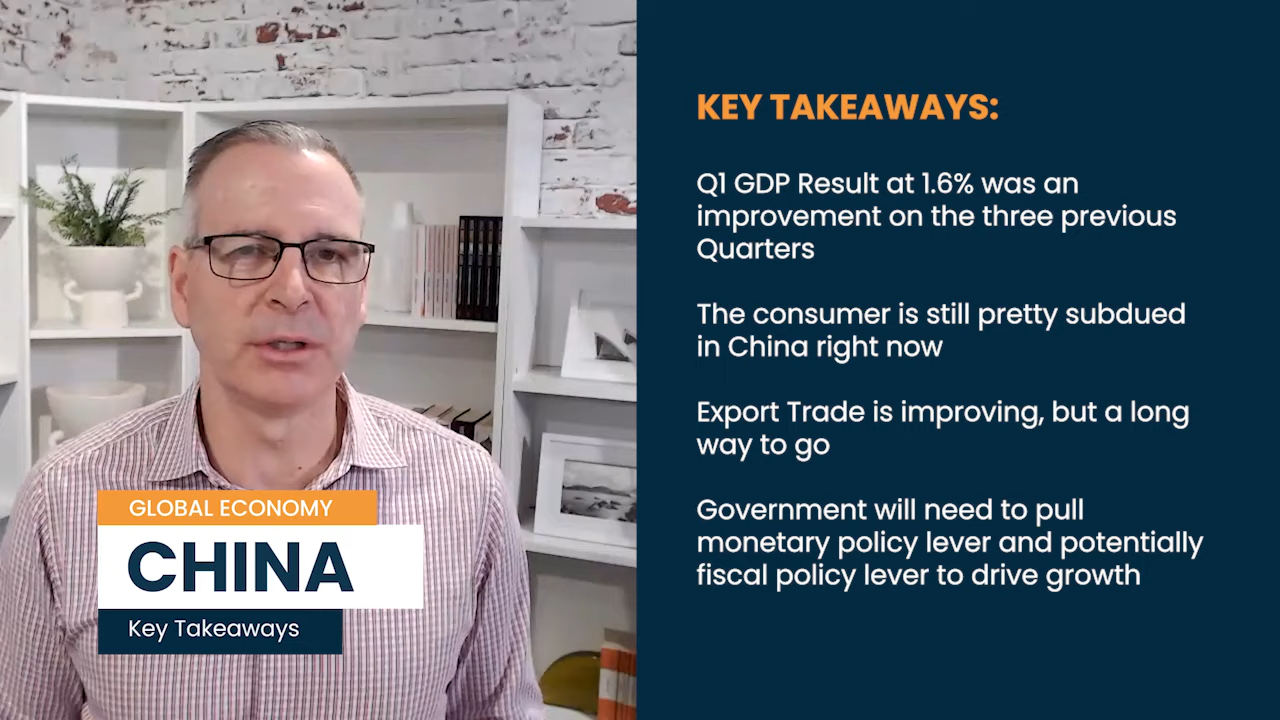 KEY TAKEAWAYS:
Q1 GDP Result at 1.6% was an
improvement on the three previous
Quarters
The consumer is still pretty subdued
in China right now
Export Trade is improving, but a long
way to go
Government will need to pull
monetary policy lever and potentially
fiscal policy lever to drive growth
GLOBAL ECONOMY
CHINA
Key Takeaways